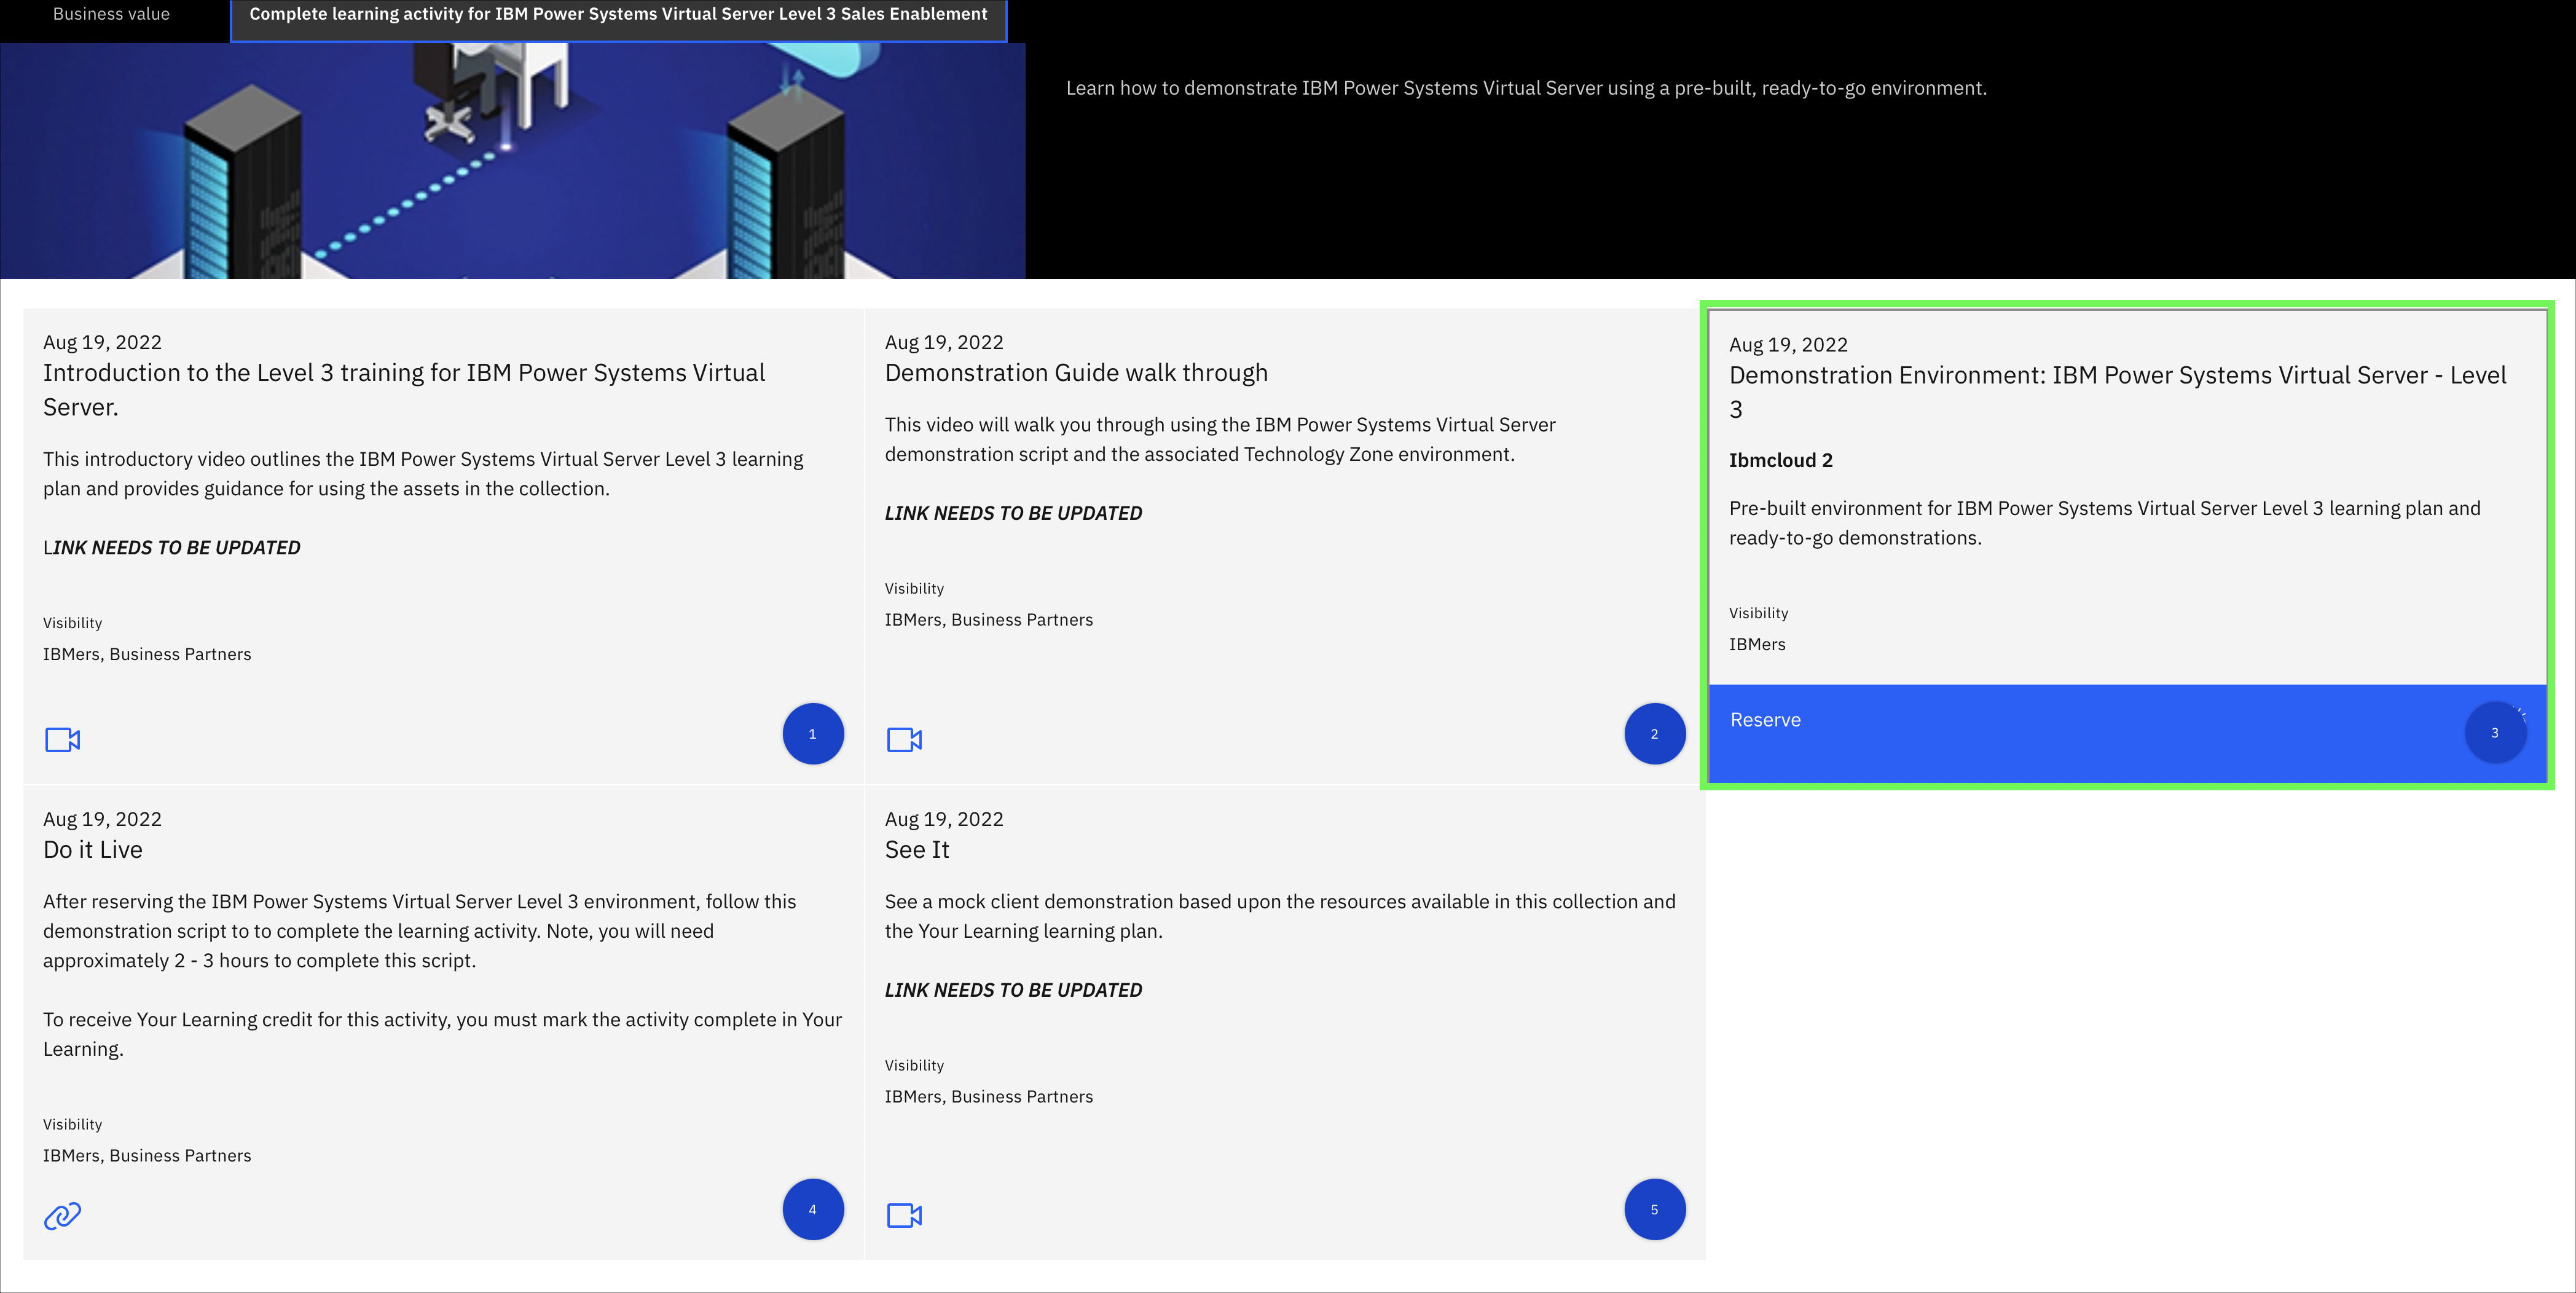 Business value
Complete learning activity for IBM Power Systems Virtual Server Level 3 Sales Enablement
Learn how to demonstrate IBM Power Systems Virtual Server using a pre-built, ready-to-go environment.
Aug 19, 2022
Introduction to the Level 3 training for IBM Power Systems Virtual
Server.
This introductory video outlines the IBM Power Systems Virtual Server Level 3 learning
plan and provides guidance for using the assets in the collection.
LINK NEEDS TO BE UPDATED
Visibility
IBMers, Business Partners
1
Aug 19, 2022
Demonstration Guide walk through
This video will walk you through using the IBM Power Systems Virtual Server
demonstration script and the associated Technology Zone environment.
LINK NEEDS TO BE UPDATED
Visibility
IBMers, Business Partners
2
Aug 19, 2022
Demonstration Environment: IBM Power Systems Virtual Server - Level
3
Ibmcloud 2
Pre-built environment for IBM Power Systems Virtual Server Level 3 learning plan and
ready-to-go demonstrations.
Visibility
IBMers
Reserve
3
Aug 19, 2022
Do it Live
After reserving the IBM Power Systems Virtual Server Level 3 environment, follow this
demonstration script to to complete the learning activity. Note, you will need
approximately 2 - 3 hours to complete this script.
To receive Your Learning credit for this activity, you must mark the activity complete in Your
Learning.
Visibility
IBMers, Business Partners
4
Aug 19, 2022
See It
See a mock client demonstration based upon the resources available in this collection and
the Your Learning learning plan.
LINK NEEDS TO BE UPDATED
Visibility
IBMers, Business Partners
5